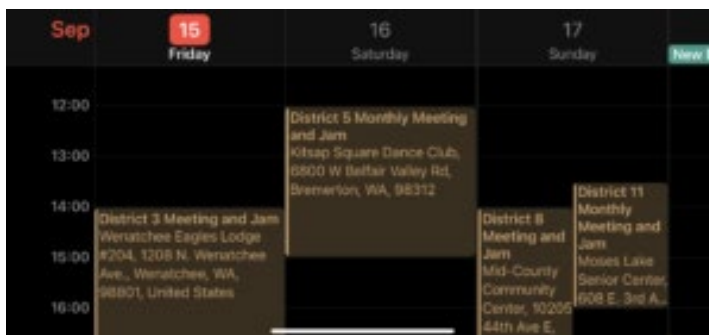 Sep
15
Friday
16
Saturday
17
Sunday
New
12:00
13:00
14:00
15:00
16:00
District 5 Monthly Meeting
and Jam
Kitsap Square Dance Club,
6800 W Belfair Valley Rd,
Bremerton, WA, 98312
District 3 Meeting and Jam
Wenatchee Eagles Lodge
#204, 1208 N. Wenatchee
Ave., Wenatchee, WA,
98801, United States
District 8
Meeting and
Jam
Mid-County
Community
Center, 10205
44th Ave E,
District 11
Monthly
Meeting and
Jam
Moses Lake
Senior Center,
608 E. 3rd A...